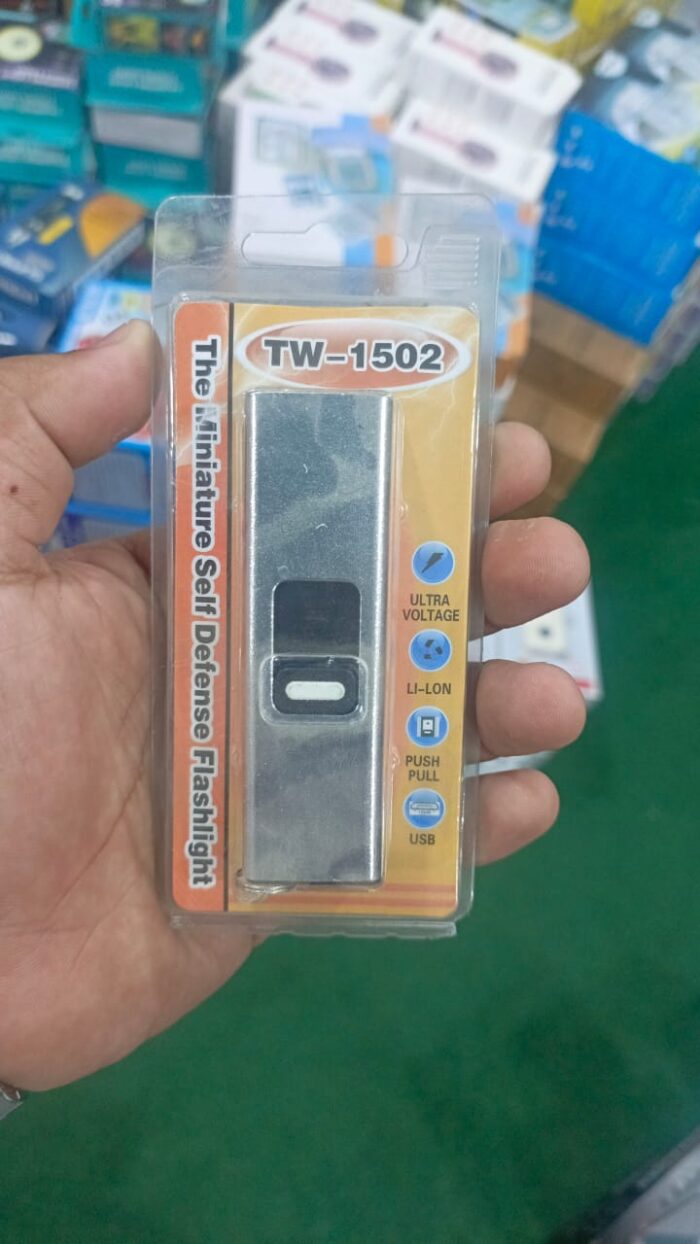 TW-1502
The Miniature Self Defense Flashlight
ULTRA
VOLTAGE
LI-LON
PUSH
PULL
USB